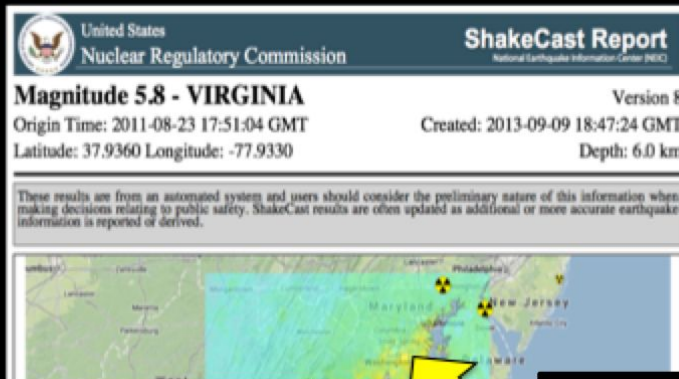 United States
Nuclear Regulatory Commission
ShakeCast Report
National Earthquake Information Center (NEIC)
Magnitude 5.8 - VIRGINIA
Version 8
Origin Time: 2011-08-23 17:51:04 GMT
Created: 2013-09-09 18:47:24 GMT
Latitude: 37.9360 Longitude: -77.9330
Depth: 6.0 km
These results are from an automated system and users should consider the preliminary nature of this information when
making decisions relating to public safety. ShakeCast results are often updated as additional or more accurate earthquake
information is reported or derived.
Philadelphia
Maryland
New Jersey